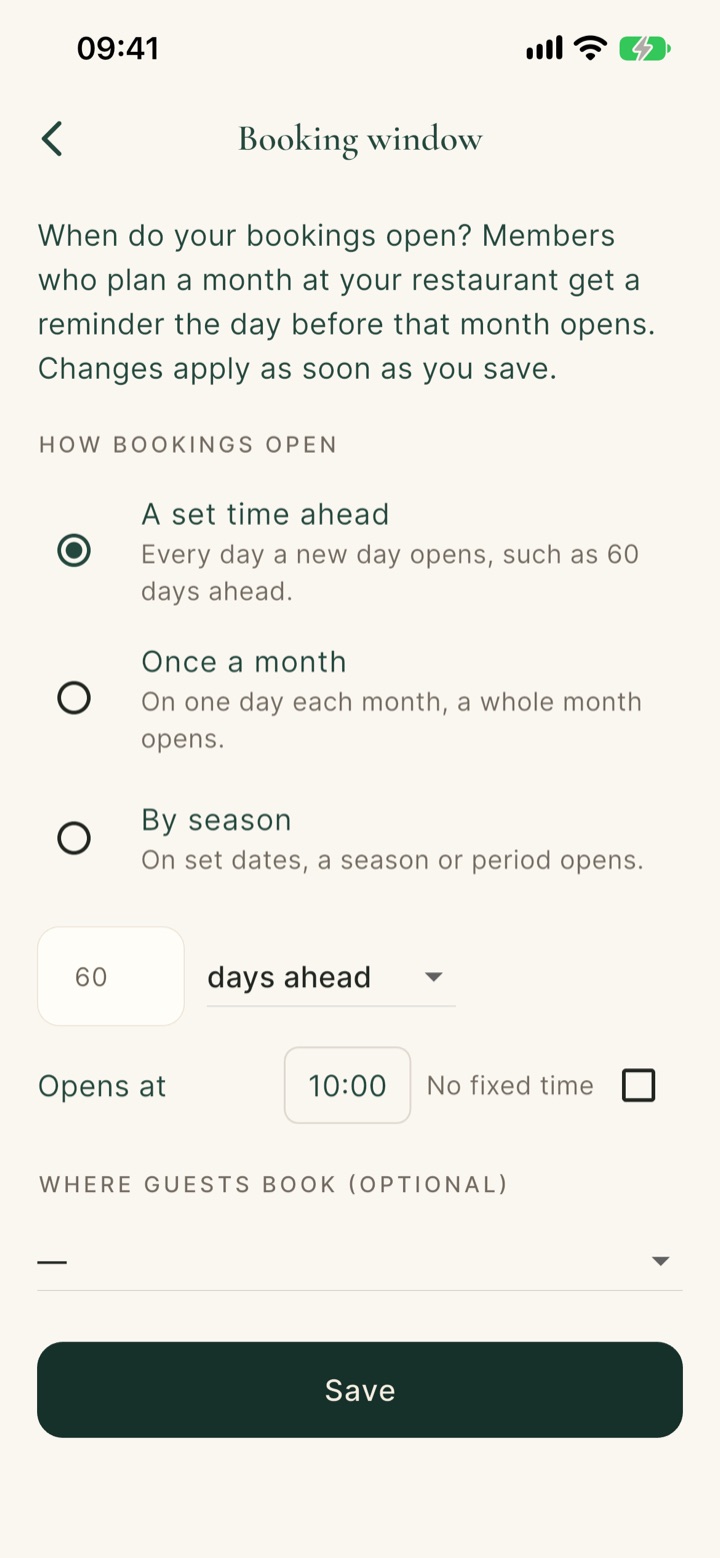 09:41
Booking window
When do your bookings open? Members
who plan a month at your restaurant get a
reminder the day before that month opens.
Changes apply as soon as you save.
HOW BOOKINGS OPEN
A set time ahead
Every day a new day opens, such as 60
days ahead.
Once a month
On one day each month, a whole month
opens.
By season
On set dates, a season or period opens.
60 days ahead
Opens at 10:00 No fixed time
WHERE GUESTS BOOK (OPTIONAL)
—
Save